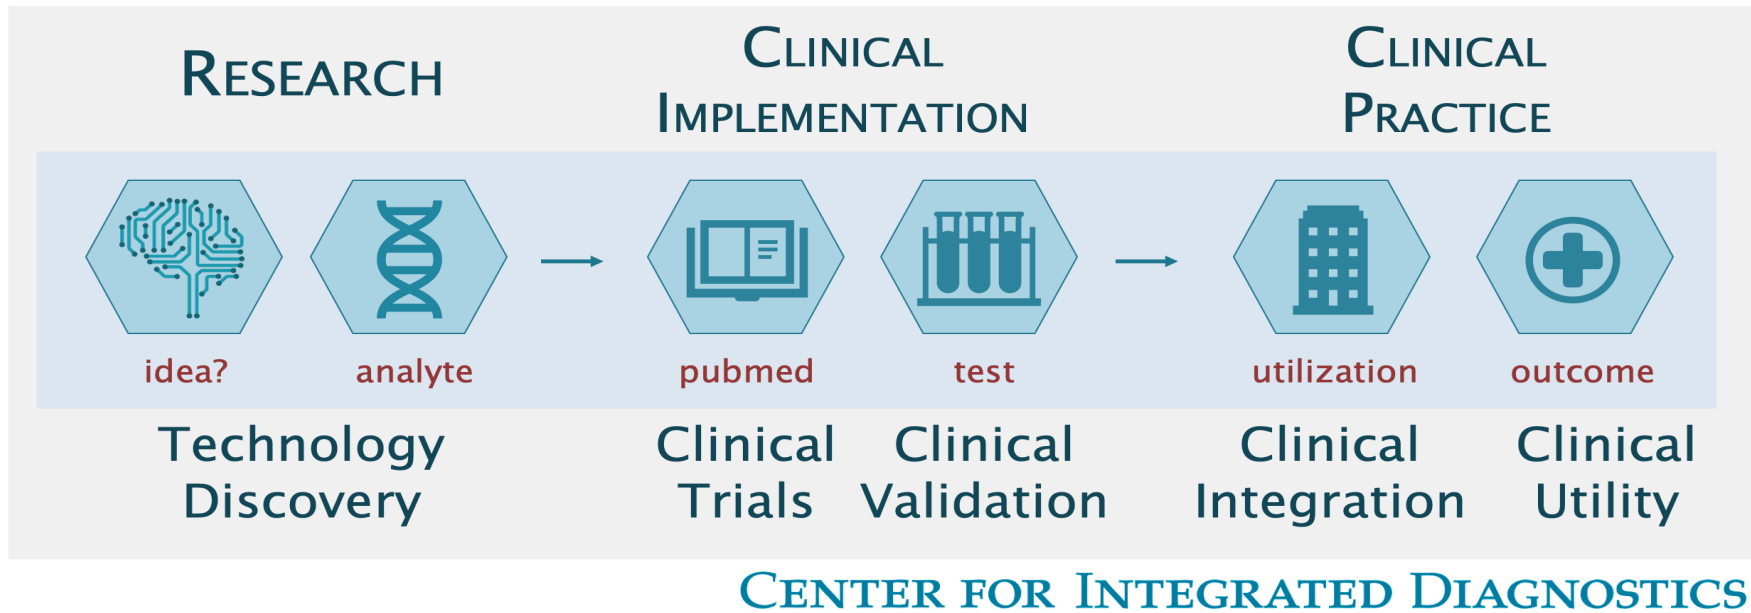 RESEARCH
CLINICAL
IMPLEMENTATION
CLINICAL
PRACTICE
idea?
analyte
pubmed
test
utilization
outcome
Technology
Discovery
Clinical
Trials
Clinical
Validation
Clinical
Integration
Clinical
Utility
CENTER FOR INTEGRATED DIAGNOSTICS